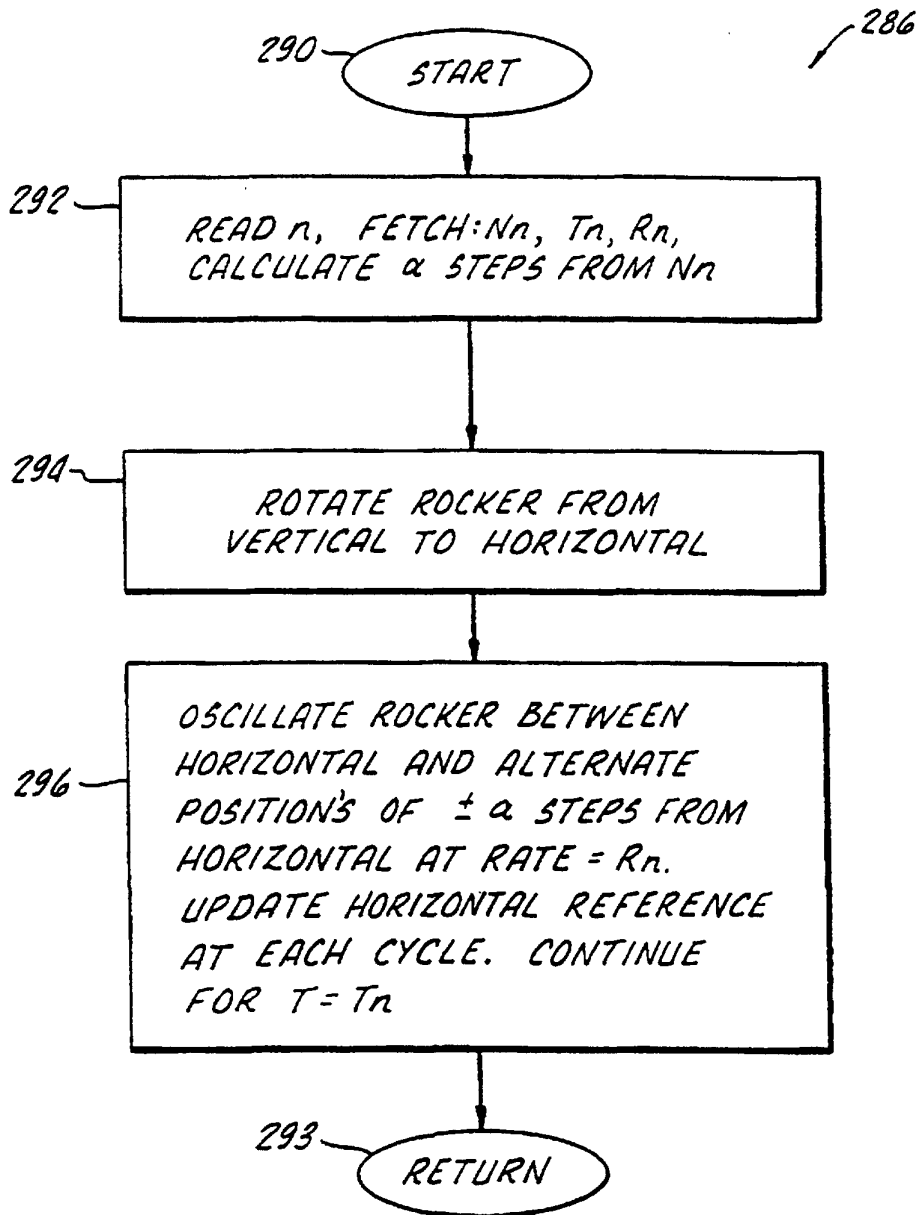 286
290
START
292
READ n, FETCH: Nn, Tn, Rn,
CALCULATE α STEPS FROM Nn
294
ROTATE ROCKER FROM
VERTICAL TO HORIZONTAL
296
OSCILLATE ROCKER BETWEEN
HORIZONTAL AND ALTERNATE
POSITION'S OF ± α STEPS FROM
HORIZONTAL AT RATE = Rn.
UPDATE HORIZONTAL REFERENCE
AT EACH CYCLE. CONTINUE
FOR T = Tn
293
RETURN